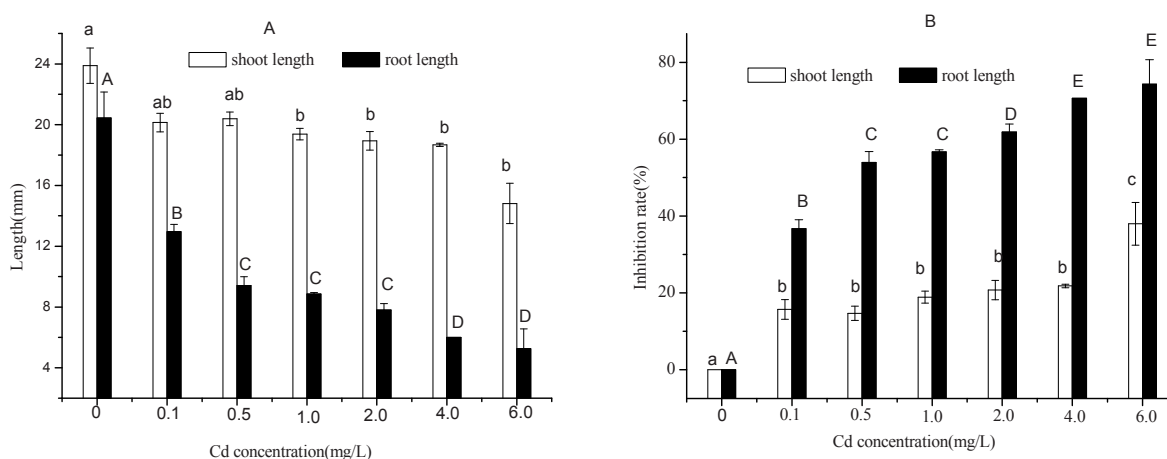 A
shoot length
root length
a
A
ab
B
ab
C
b
C
b
C
b
D
b
D
24
20
16
12
8
4
Length(mm)
0
0.1
0.5
1.0
2.0
4.0
6.0
Cd concentration(mg/L)
B
shoot length
root length
a
A
b
B
b
C
b
C
b
D
b
E
c
E
80
60
40
20
0
Inhibition rate(%)
0
0.1
0.5
1.0
2.0
4.0
6.0
Cd concentration(mg/L)